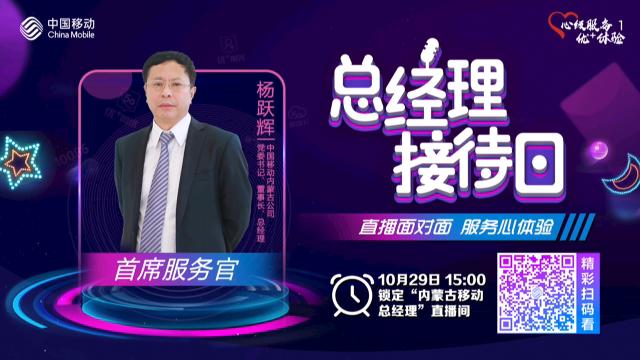 中国移动
China Mobile
心级服务
优+体验
杨跃辉
中国移动内蒙古公司
党委书记、董事长、总经理
首席服务官
总经理
接待日
直播面对面 服务心体验
10月29日 15:00
锁定“内蒙古移动
总经理”直播间
精彩扫码看